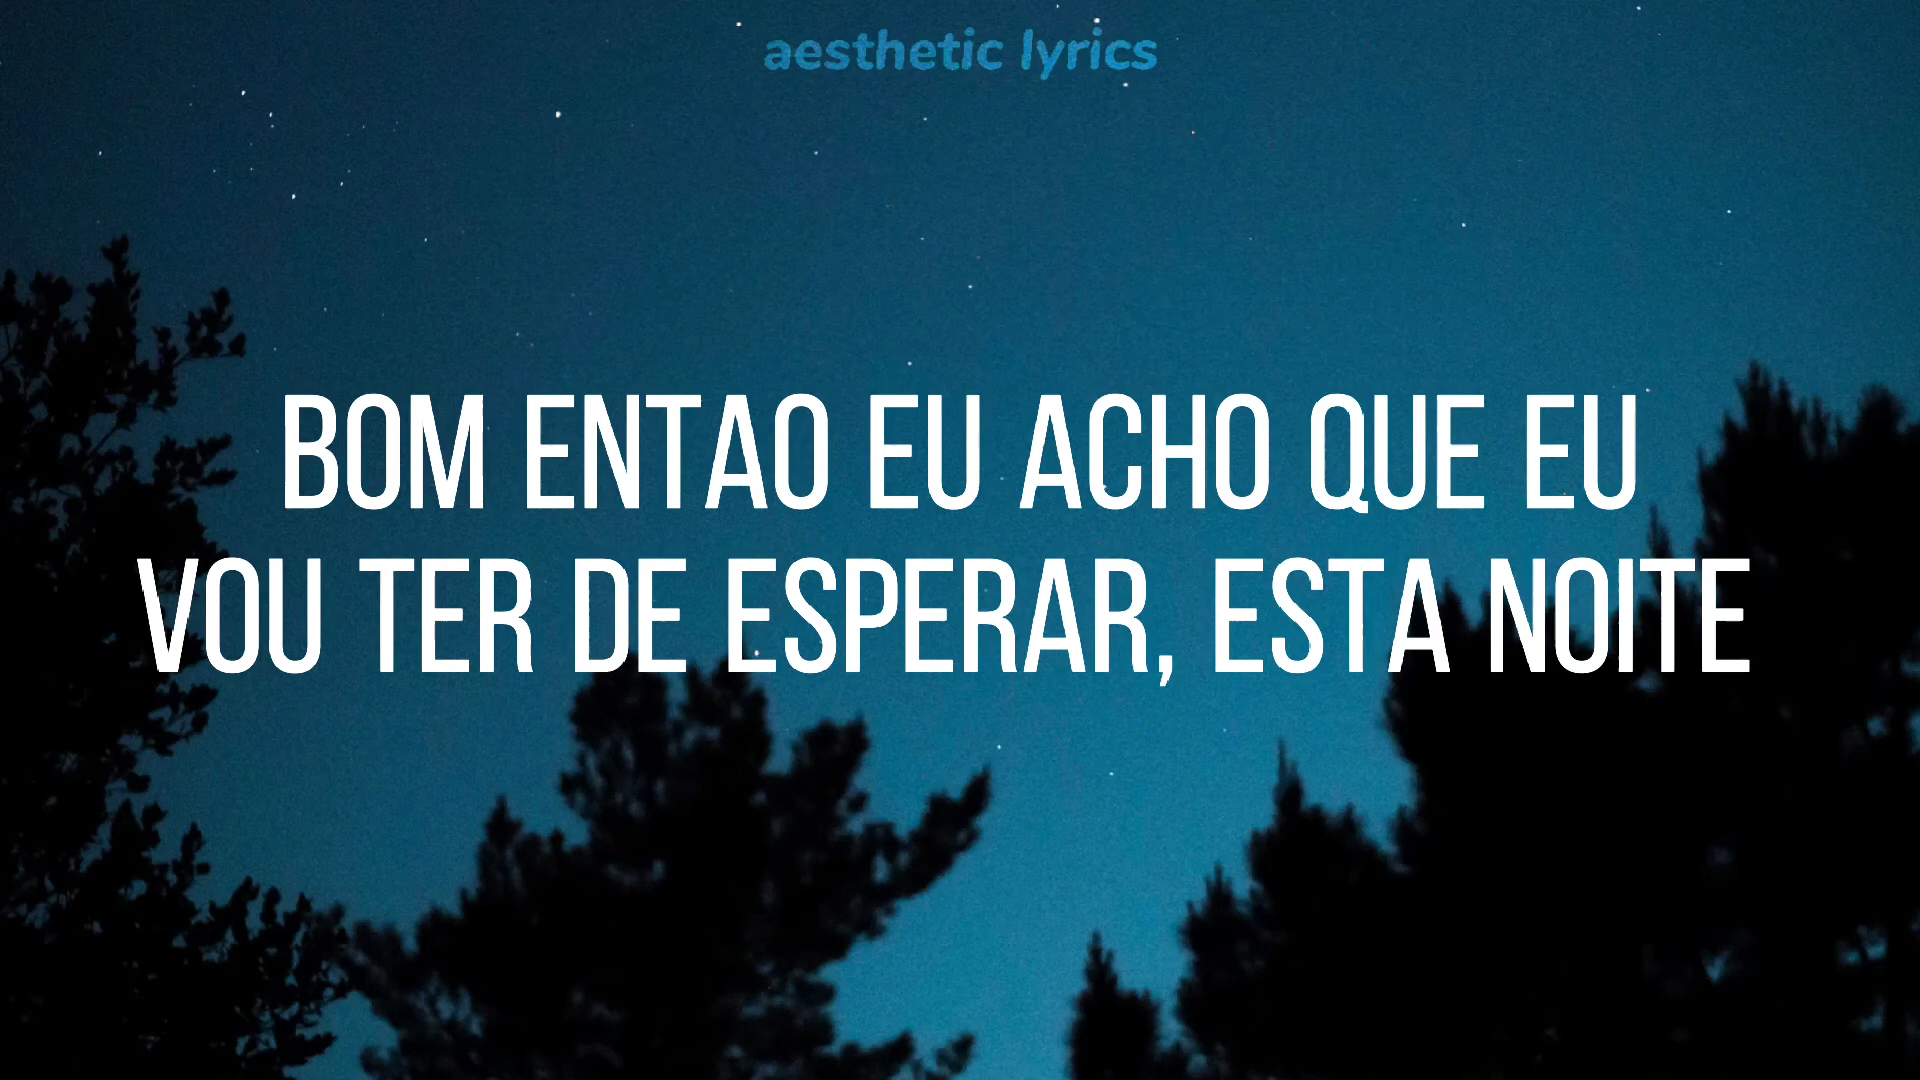 aesthetic lyrics
BOM ENTAO EU ACHO QUE EU
VOU TER DE ESPERAR, ESTA NOITE